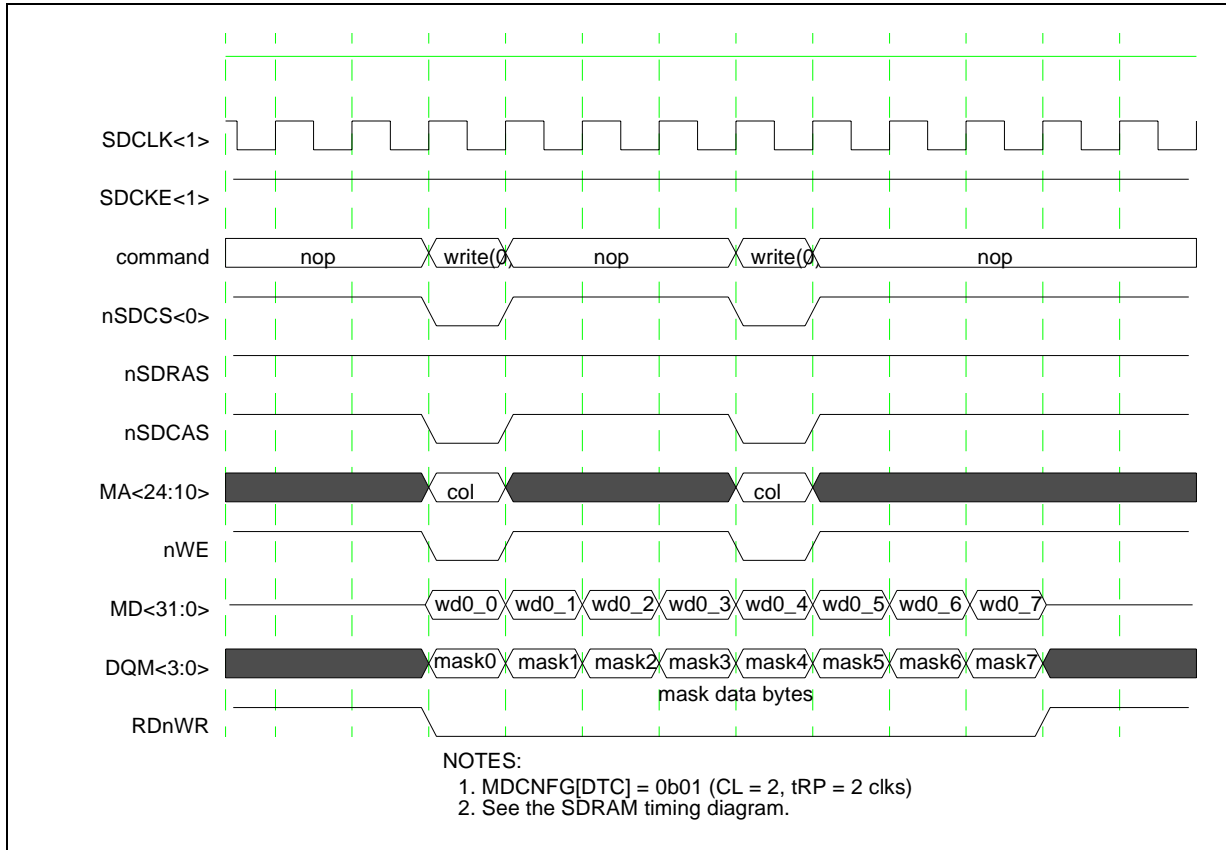 SDCLK<1>
SDCKE<1>
command nop write(0) nop write(0) nop
nSDCS<0>
nSDRAS
nSDCAS
MA<24:10> col col
nWE
MD<31:0> wd0_0 wd0_1 wd0_2 wd0_3 wd0_4 wd0_5 wd0_6 wd0_7
DQM<3:0> mask0 mask1 mask2 mask3 mask4 mask5 mask6 mask7
mask data bytes
RDnWR
NOTES:
1. MDCNFG[DTC] = 0b01 (CL = 2, tRP = 2 clks)
2. See the SDRAM timing diagram.